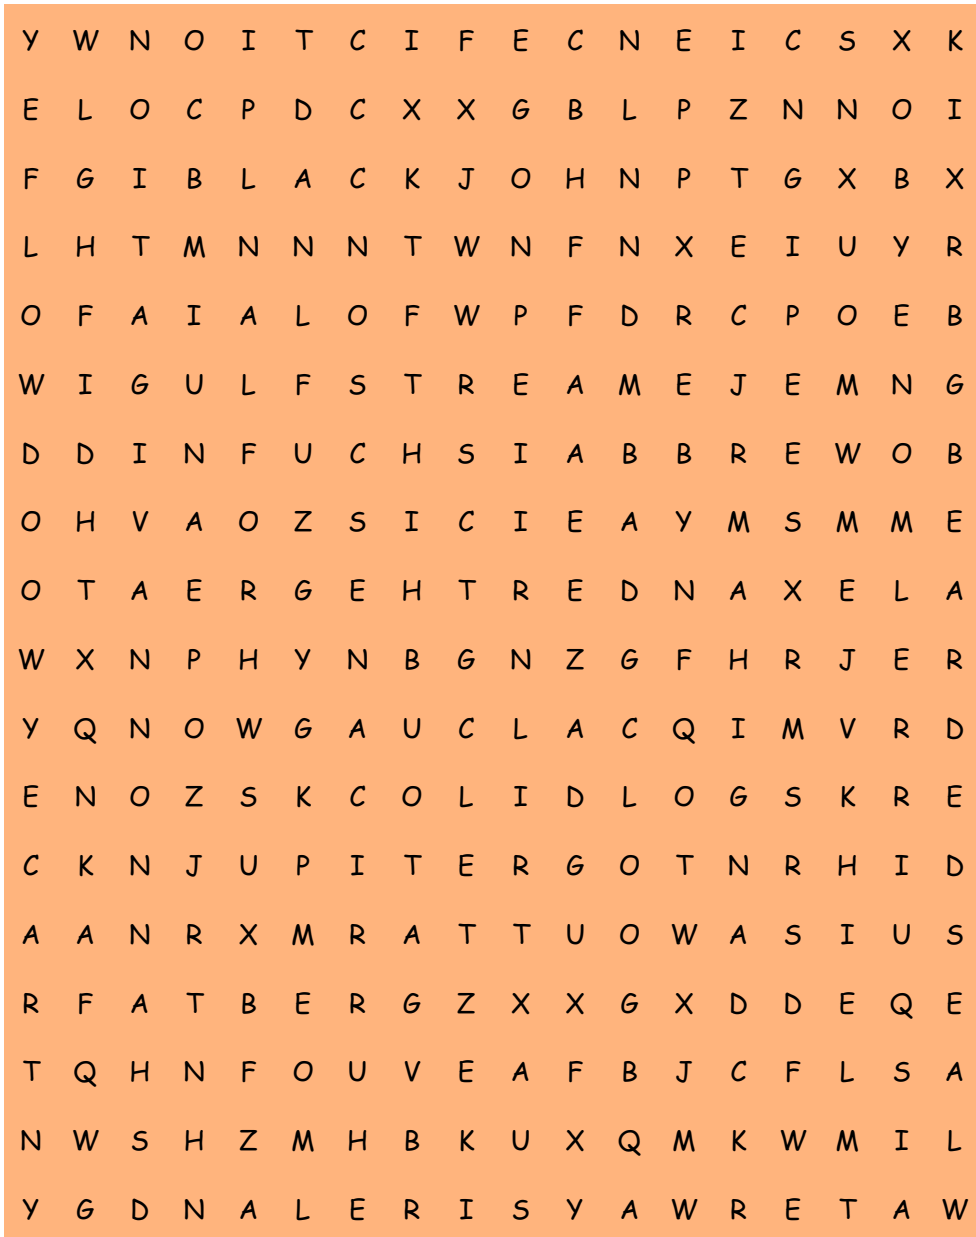 Y W N O I T C I F E C N E I C S X K
E L O C P D C X X G B L P Z N N O I
F G I B L A C K J O H N P T G X B X
L H T M N N N T W N F N X E I U Y R
O F A I A L O F W P F D R C P O E B
W I G U L F S T R E A M E J E M N G
D D I N F U C H S I A B B R E W O B
O H V A O Z S I C I E A Y M S M M E
O T A E R G E H T R E D N A X E L A
W X N P H Y N B G N Z G F H R J E R
Y Q N O W G A U C L A C Q I M V R D
E N O Z S K C O L I D L O G S K R E
C K N J U P I T E R G O T N R H I D
A A N R X M R A T T U O W A S I U S
R F A T B E R G Z X X G X D D E Q E
T Q H N F O U V E A F B J C F L S A
N W S H Z M H B K U X Q M K W M I L
Y G D N A L E R I S Y A W R E T A W